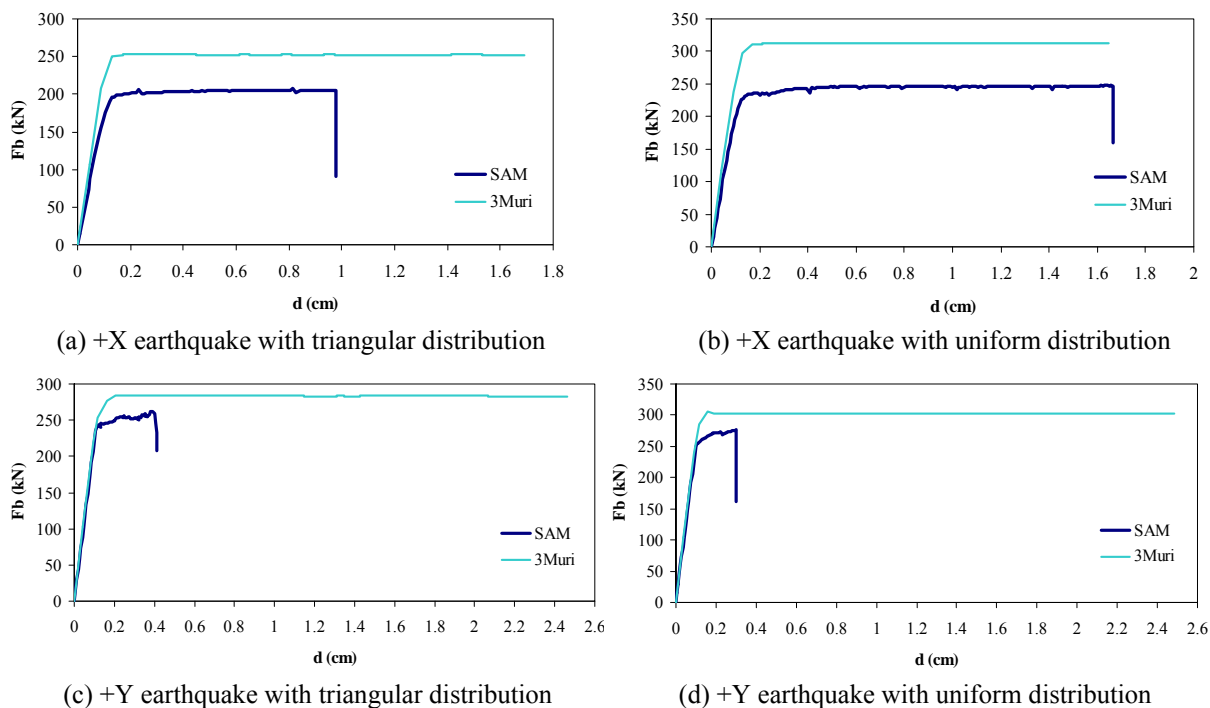 300
250
200
150
100
50
0
Fb (kN)
SAM
3Muri
0 0.2 0.4 0.6 0.8 1 1.2 1.4 1.6 1.8
d (cm)
(a) +X earthquake with triangular distribution
350
300
250
200
150
100
50
0
Fb (kN)
SAM
3Muri
0 0.2 0.4 0.6 0.8 1 1.2 1.4 1.6 1.8 2
d (cm)
(b) +X earthquake with uniform distribution
300
250
200
150
100
50
0
Fb (kN)
SAM
3Muri
0 0.2 0.4 0.6 0.8 1 1.2 1.4 1.6 1.8 2 2.2 2.4 2.6
d (cm)
(c) +Y earthquake with triangular distribution
350
300
250
200
150
100
50
0
Fb (kN)
SAM
3Muri
0 0.2 0.4 0.6 0.8 1 1.2 1.4 1.6 1.8 2 2.2 2.4 2.6
d (cm)
(d) +Y earthquake with uniform distribution